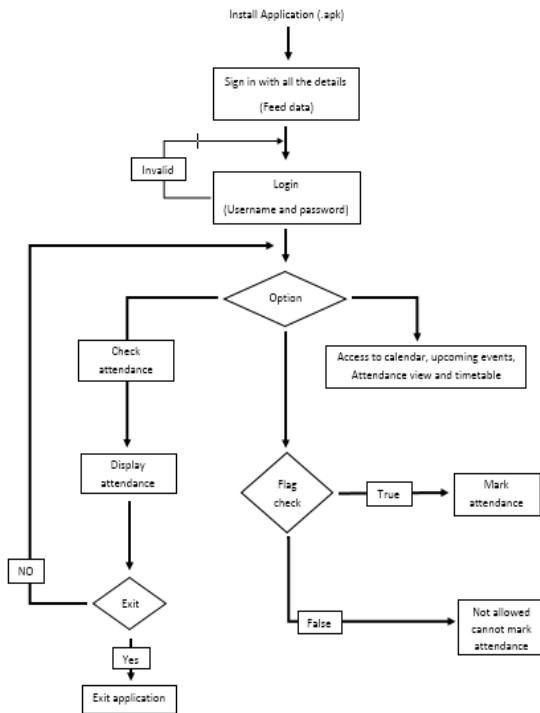 Install Application (.apk)
Sign in with all the details
(Feed data)
Invalid
Login
(Username and password)
Option
Check
attendance
Access to calendar, upcoming events,
Attendance view and timetable
Display
attendance
Flag
check
True
Mark
attendance
NO
Exit
False
Not allowed
cannot mark
attendance
Yes
Exit application